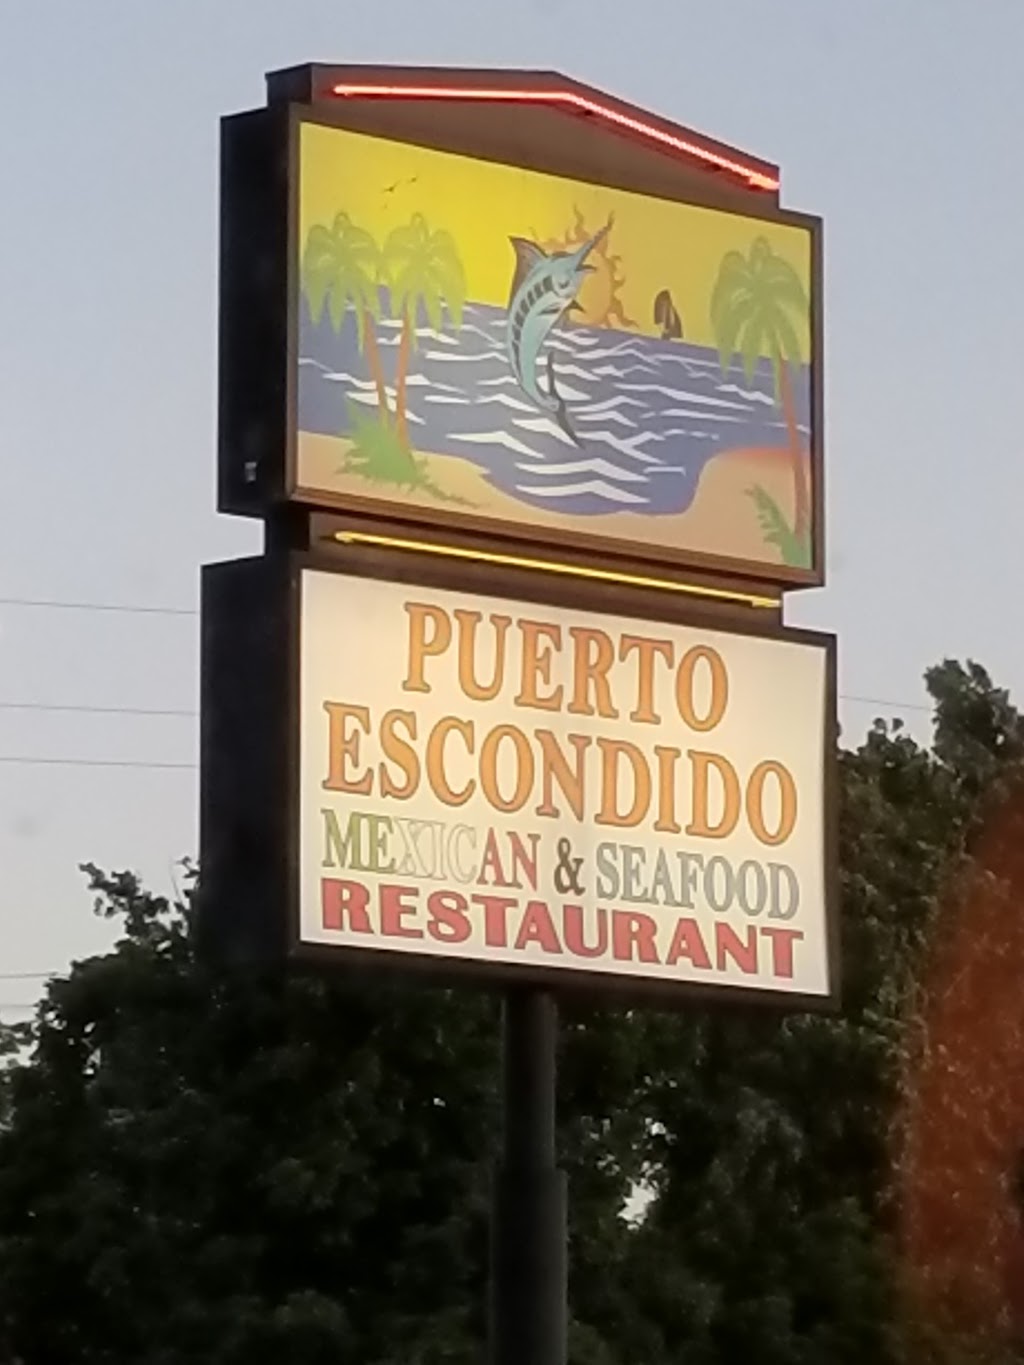 PUERTO
ESCONDIDO
MEXICAN & SEAFOOD
RESTAURANT